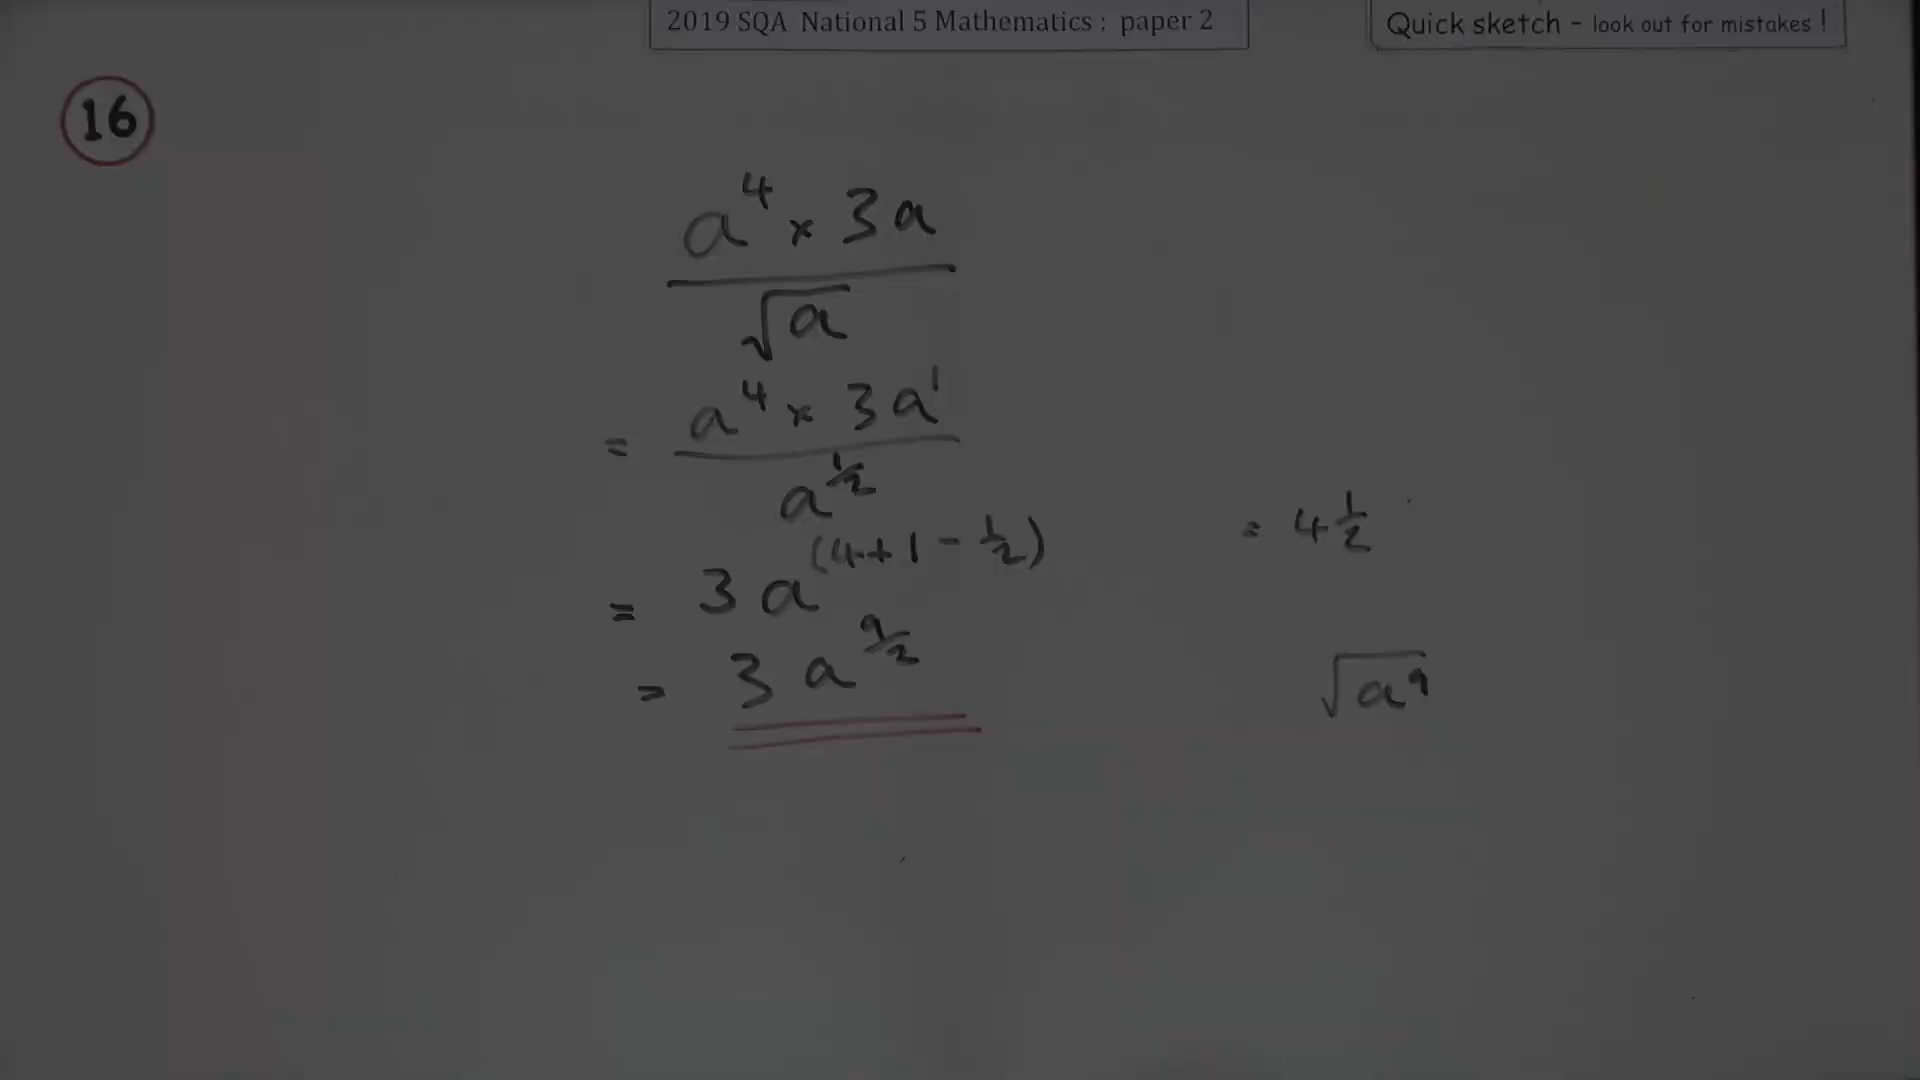 2019 SQA National 5 Mathematics : paper 2
Quick sketch - look out for mistakes !
16
a⁴ × 3a
√a
= a⁴ × 3a¹
a^½
= 3a^(4+1-½)
= 4½
= 3a^(9/2)
√a⁹